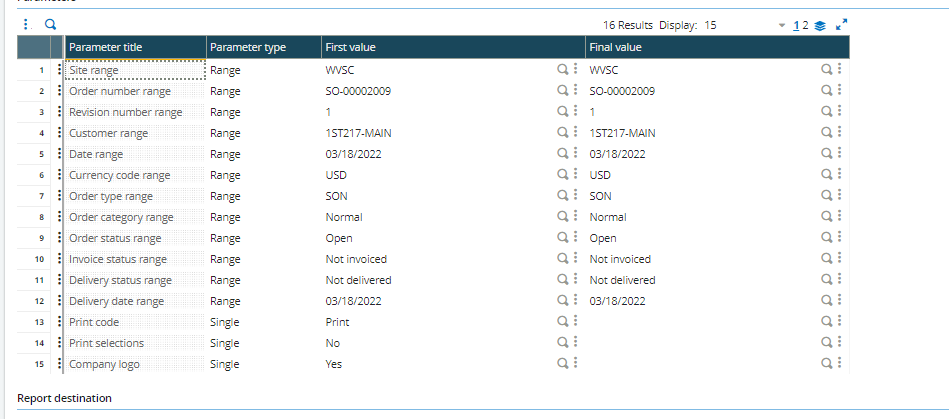 16 Results Display: 15 1 2
Parameter title Parameter type First value Final value
1 Site range Range WVSC WVSC
2 Order number range Range SO-00002009 SO-00002009
3 Revision number range Range 1 1
4 Customer range Range 1ST217-MAIN 1ST217-MAIN
5 Date range Range 03/18/2022 03/18/2022
6 Currency code range Range USD USD
7 Order type range Range SON SON
8 Order category range Range Normal Normal
9 Order status range Range Open Open
10 Invoice status range Range Not invoiced Not invoiced
11 Delivery status range Range Not delivered Not delivered
12 Delivery date range Range 03/18/2022 03/18/2022
13 Print code Single Print
14 Print selections Single No
15 Company logo Single Yes
Report destination